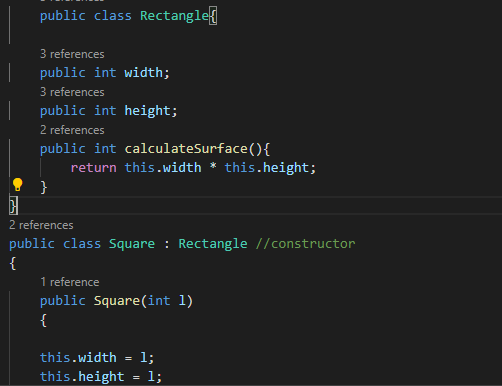 public class Rectangle{
3 references
public int width;
3 references
public int height;
2 references
public int calculateSurface(){
return this.width * this.height;
}
}
2 references
public class Square : Rectangle //constructor
{
1 reference
public Square(int l)
{
this.width = l;
this.height = l;